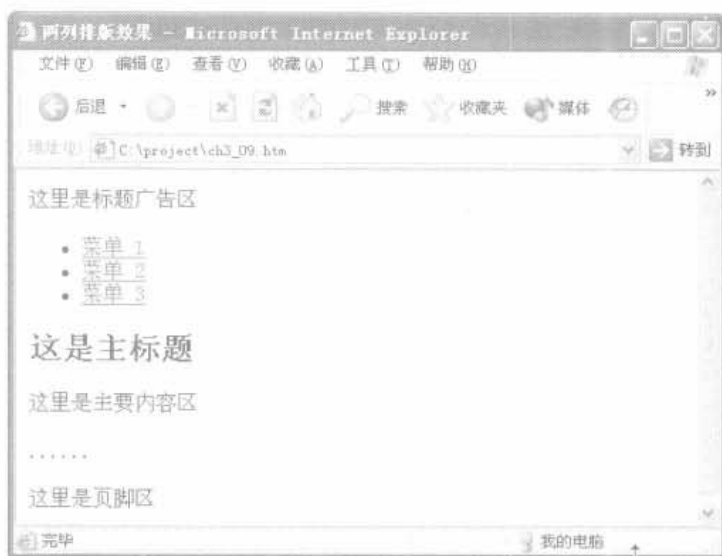 两列排版效果 - Microsoft Internet Explorer
文件(F) 编辑(E) 查看(V) 收藏(A) 工具(T) 帮助(H)
后退 搜索 收藏夹 媒体 »
地址(D) C:\project\ch3_09.htm 转到
这里是标题广告区
• 菜单 1
• 菜单 2
• 菜单 3
这是主标题
这里是主要内容区
......
这里是页脚区
完毕 我的电脑